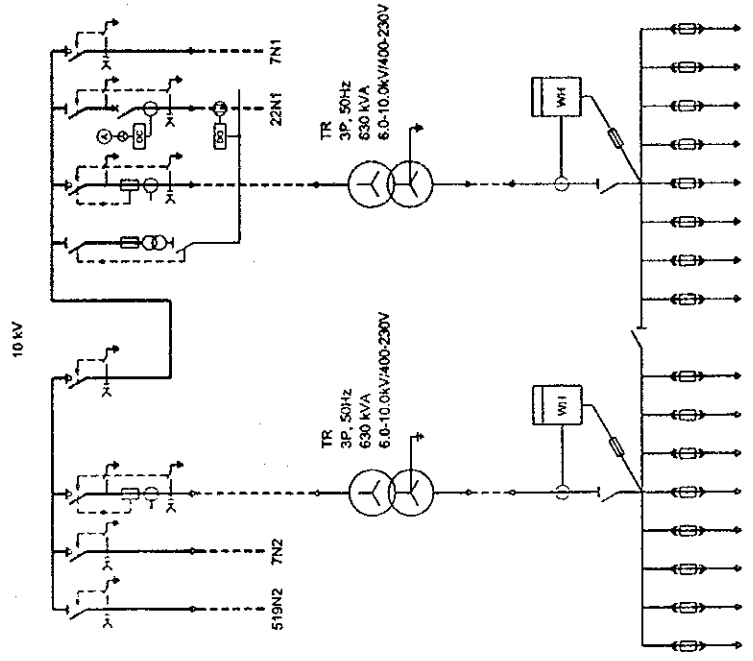 10 kV
519N2
7N2
22N1
7N1
TR
3P, 50Hz
630 kVA
6.0-10.0kV/400-230V
TR
3P, 50Hz
630 kVA
6.0-10.0kV/400-230V
A
WH
WH